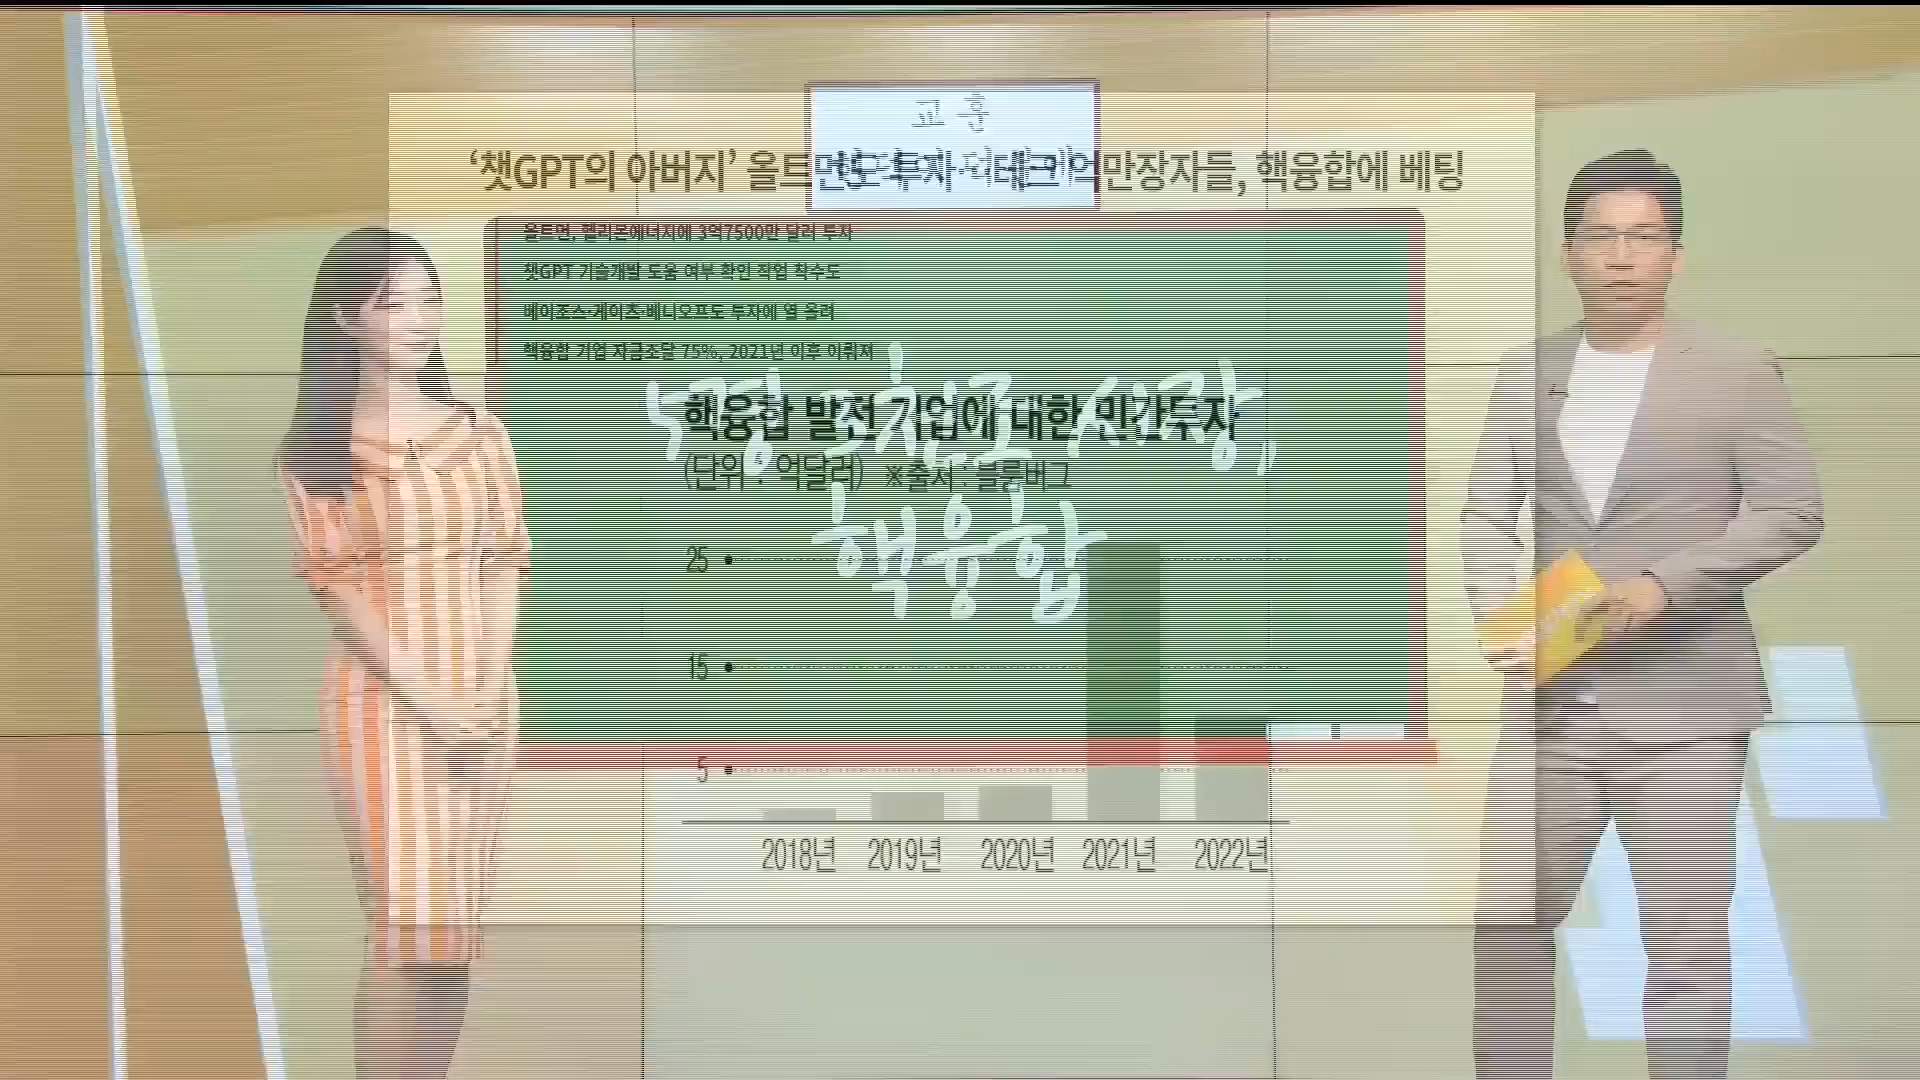 교훈
‘챗GPT의 아버지’ 올트먼도 투자…테크 억만장자들, 핵융합에 베팅
올트먼, 헬리온에너지에 3억7500만 달러 투자
챗GPT 기술개발 도움 여부 확인 작업 착수도
베이조스·게이츠·베니오프도 투자에 열 올려
핵융합 기업 자금조달 75%, 2021년 이후 이뤄져
핵융합 발전 기업에 대한 민간투자
(단위 : 억달러) ※출처 : 블룸버그
핵융합
25
15
5
2018년 2019년 2020년 2021년 2022년